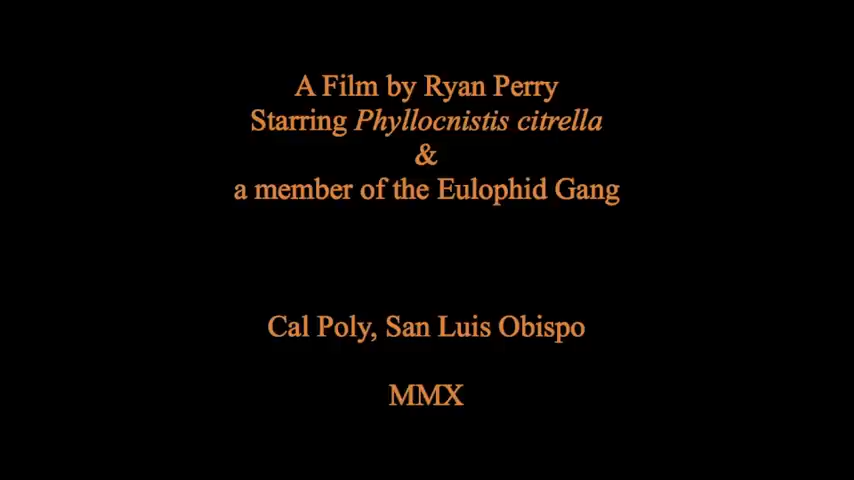 A Film by Ryan Perry
Starring Phyllocnistis citrella
&
a member of the Eulophid Gang
Cal Poly, San Luis Obispo
MMX